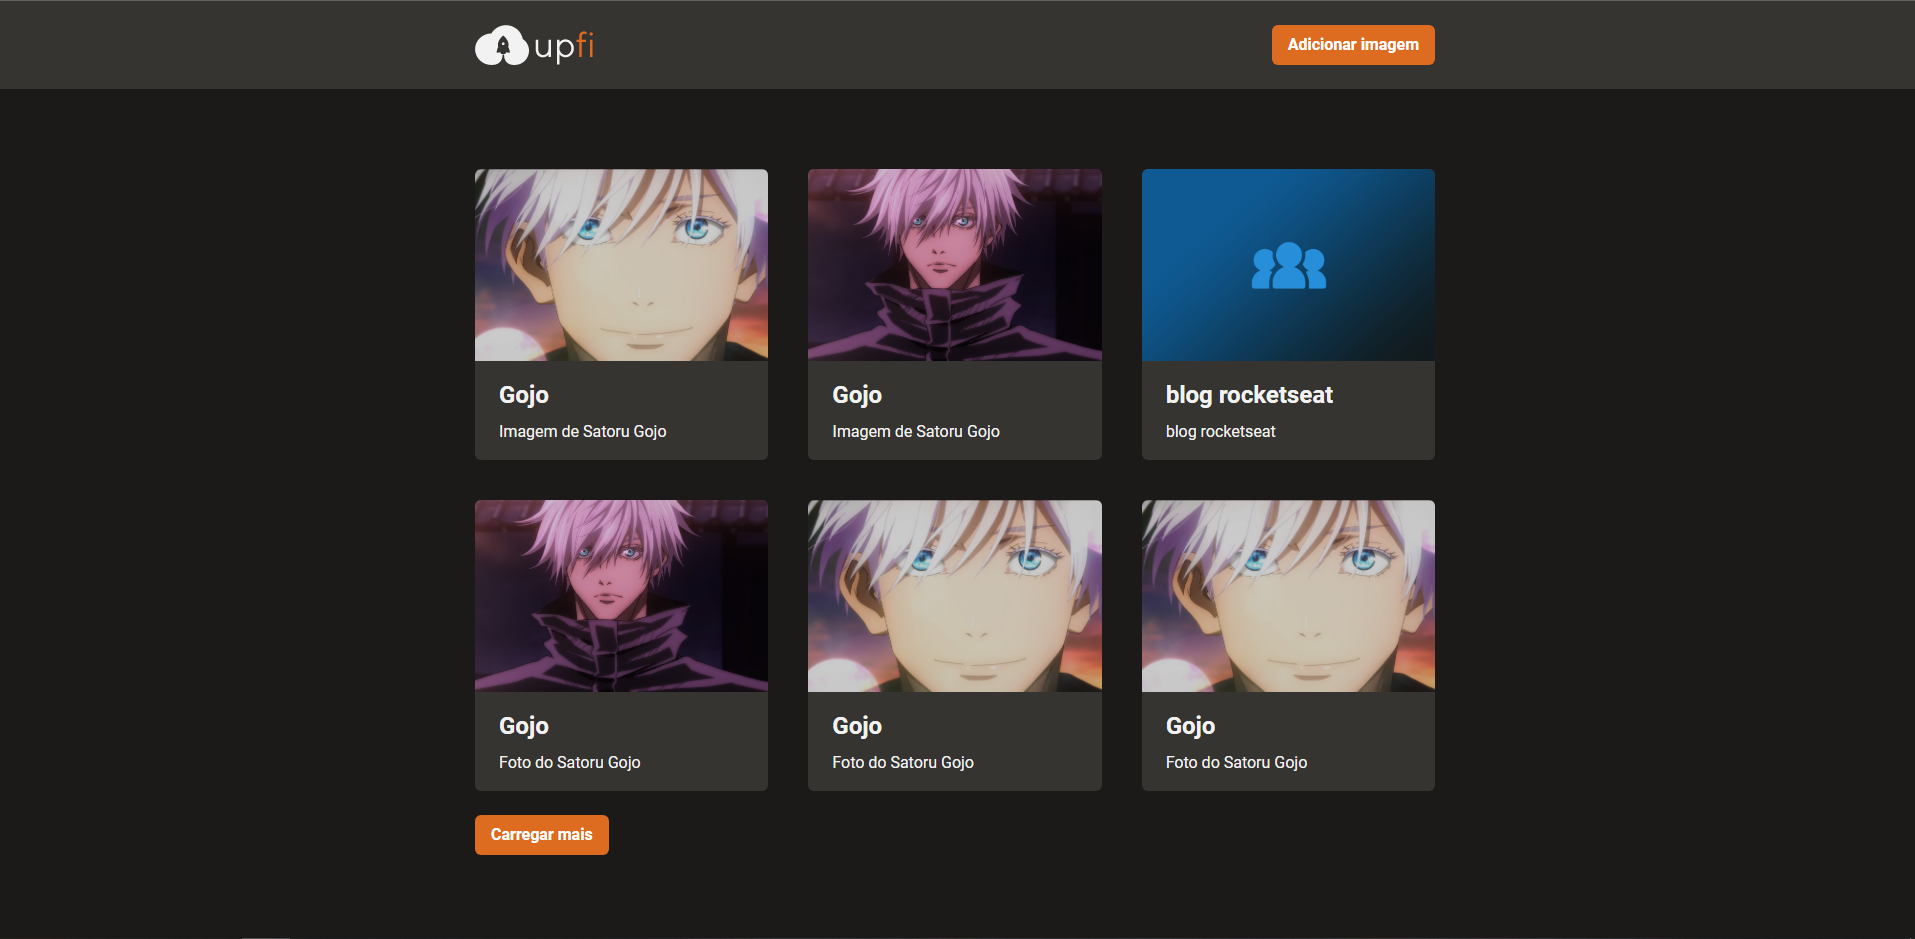 upfi
Adicionar imagem
Gojo
Imagem de Satoru Gojo
Gojo
Imagem de Satoru Gojo
blog rocketseat
blog rocketseat
Gojo
Foto do Satoru Gojo
Gojo
Foto do Satoru Gojo
Gojo
Foto do Satoru Gojo
Carregar mais